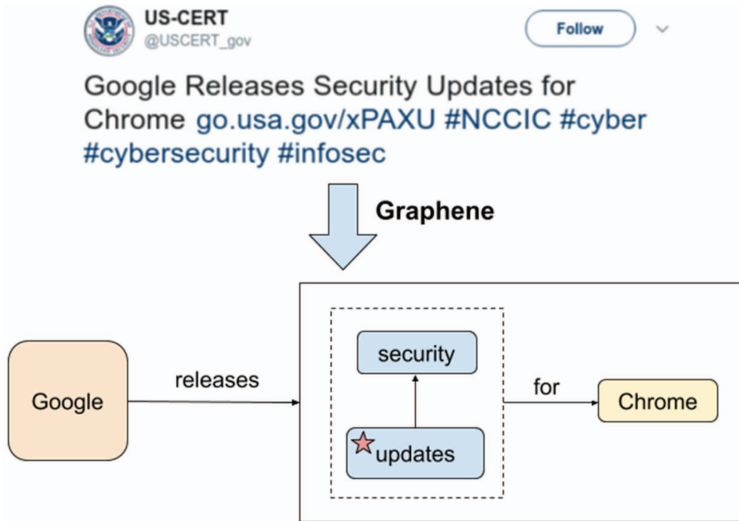 US-CERT
@USCERT_gov
Follow
Google Releases Security Updates for
Chrome go.usa.gov/xPAXU #NCCIC #cyber
#cybersecurity #infosec
Graphene
Google
releases
security
updates
for
Chrome